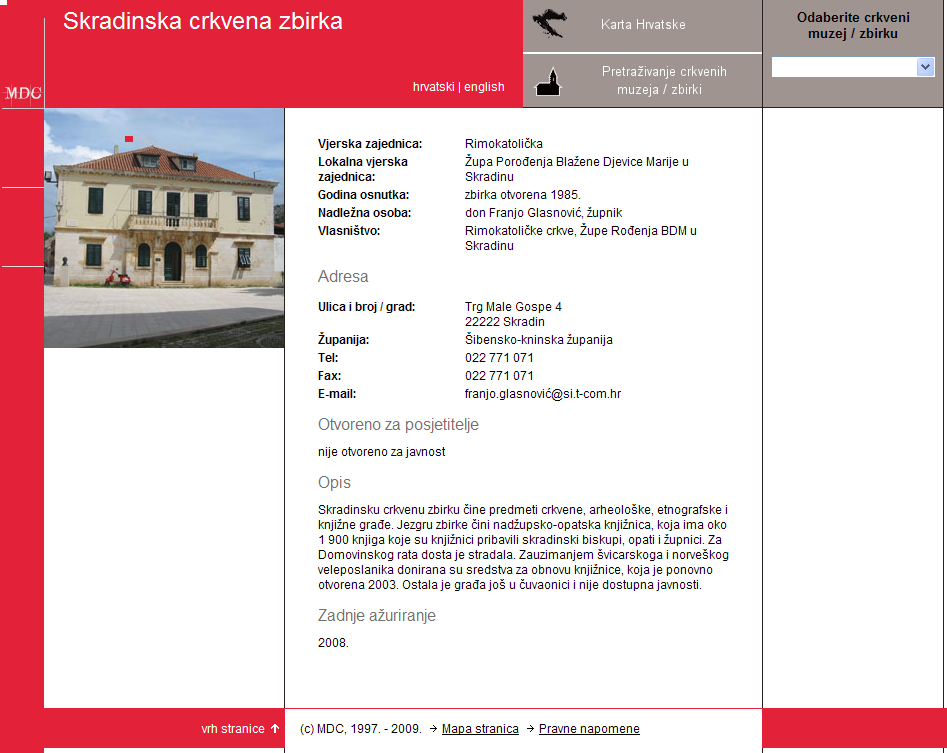 Skradinska crkvena zbirka
hrvatski | english
MDC
Karta Hrvatske
Pretraživanje crkvenih
muzeja / zbirki
Odaberite crkveni
muzej / zbirku
Vjerska zajednica: Rimokatolička
Lokalna vjerska zajednica: Župa Porođenja Blažene Djevice Marije u
Skradinu
Godina osnutka: zbirka otvorena 1985.
Nadležna osoba: don Franjo Glasnović, župnik
Vlasništvo: Rimokatoličke crkve, Župe Rođenja BDM u
Skradinu
Adresa
Ulica i broj / grad: Trg Male Gospe 4
22222 Skradin
Županija: Šibensko-kninska županija
Tel: 022 771 071
Fax: 022 771 071
E-mail: franjo.glasnović@si.t-com.hr
Otvoreno za posjetitelje
nije otvoreno za javnost
Opis
Skradinsku crkvenu zbirku čine predmeti crkvene, arheološke, etnografske i
knjižne građe. Jezgru zbirke čini nadžupsko-opatska knjižnica, koja ima oko
1 900 knjiga koje su knjižnici pribavili skradinski biskupi, opati i župnici. Za
Domovinskog rata dosta je stradala. Zauzimanjem švicarskoga i norveškog
veleposlanika donirana su sredstva za obnovu knjižnice, koja je ponovno
otvorena 2003. Ostala je građa još u čuvaonici i nije dostupna javnosti.
Zadnje ažuriranje
2008.
vrh stranice
(c) MDC, 1997. - 2009. → Mapa stranica → Pravne napomene